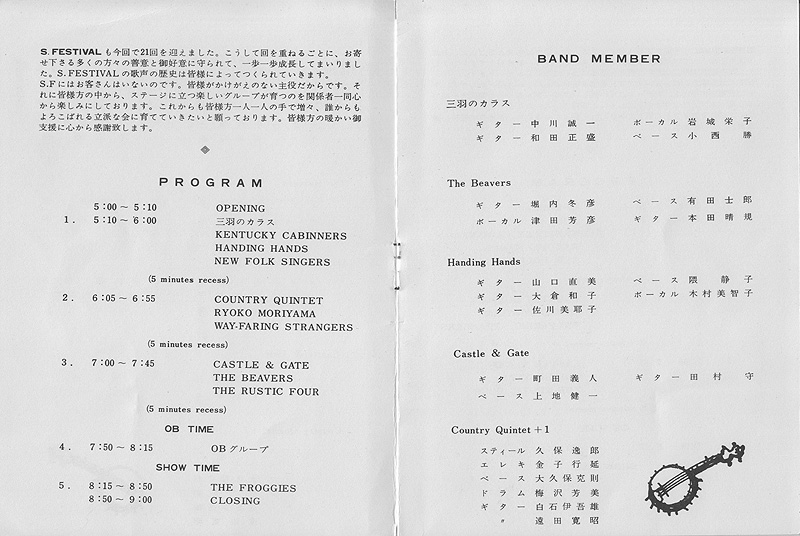 S. FESTIVAL も今回で21回を迎えました。こうして回を重ねるごとに、お寄
せ下さる多くの方々の善意と御好意に守られて、一歩一歩成長してまいりまし
た。S. FESTIVAL の歌声の歴史は皆様によってつくられていきます。
S.F にはお客さんはいないのです。皆様がかけがえのない主役だからです。そ
れに皆様方の中から、ステージに立つ楽しいグループが育つのを関係者一同心
から楽しみにしております。これからも皆様方一人一人の手で増々、誰からも
よろこばれる立派な会に育てていきたいと願っております。皆様方の暖かい御
支援に心から感謝致します。
PROGRAM
5:00〜5:10 OPENING
1. 5:10〜6:00 三羽のカラス
KENTUCKY CABINNERS
HANDING HANDS
NEW FOLK SINGERS
(5 minutes recess)
2. 6:05〜6:55 COUNTRY QUINTET
RYOKO MORIYAMA
WAY-FARING STRANGERS
(5 minutes recess)
3. 7:00〜7:45 CASTLE & GATE
THE BEAVERS
THE RUSTIC FOUR
(5 minutes recess)
OB TIME
4. 7:50〜8:15 OBグループ
SHOW TIME
5. 8:15〜8:50 THE FROGGIES
8:50〜9:00 CLOSING
BAND MEMBER
三羽のカラス
ギター 中川誠一 ボーカル 岩城栄子
ギター 和田正盛 ベース 小西勝
The Beavers
ギター 堀内冬彦 ベース 有田士郎
ボーカル 津田芳彦 ギター 本田晴規
Handing Hands
ギター 山口直美 ベース 隈静子
ギター 大倉和子 ボーカル 木村美智子
ギター 佐川美耶子
Castle & Gate
ギター 町田義人 ギター 田村守
ベース 上地健一
Country Quintet + 1
スティール 久保逸郎
エレキ 金子行延
ベース 大久保克則
ドラム 梅沢芳美
ギター 白石伊吾雄
〃 遠田寛昭